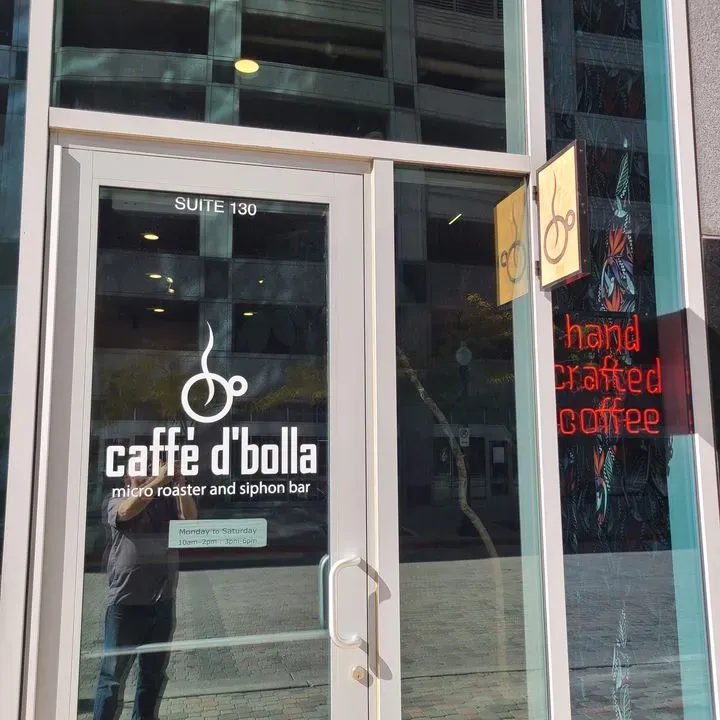 SUITE 130
caffé d'bolla
micro roaster and siphon bar
Monday to Saturday
10am-2pm : 3pm-6pm
hand
crafted
coffee